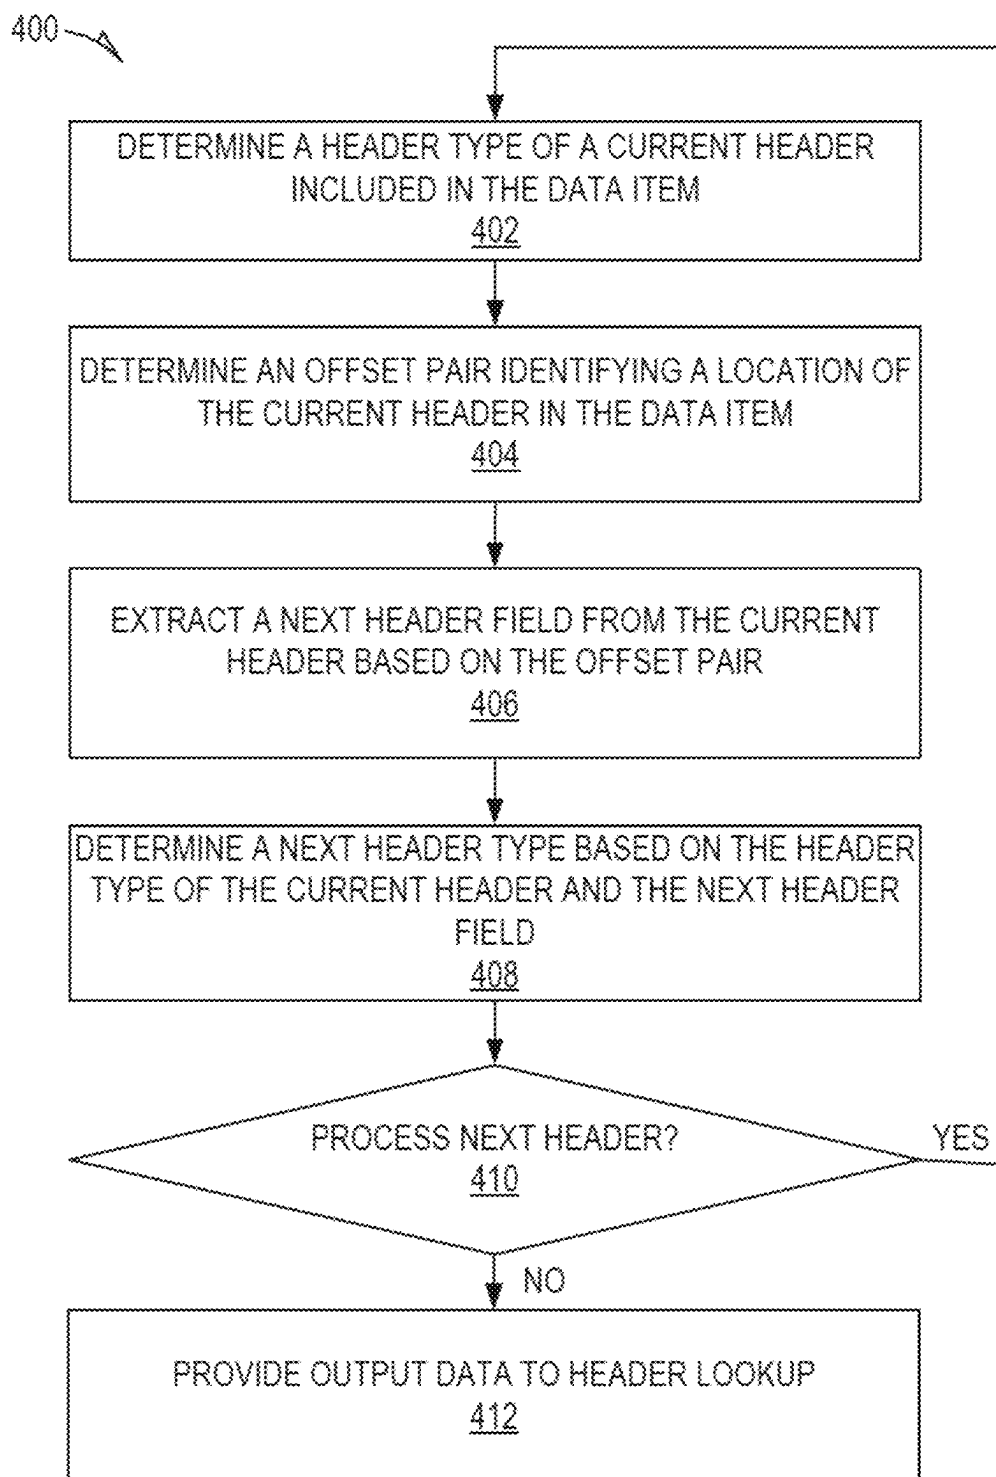 400
DETERMINE A HEADER TYPE OF A CURRENT HEADER
INCLUDED IN THE DATA ITEM
402
DETERMINE AN OFFSET PAIR IDENTIFYING A LOCATION OF
THE CURRENT HEADER IN THE DATA ITEM
404
EXTRACT A NEXT HEADER FIELD FROM THE CURRENT
HEADER BASED ON THE OFFSET PAIR
406
DETERMINE A NEXT HEADER TYPE BASED ON THE HEADER
TYPE OF THE CURRENT HEADER AND THE NEXT HEADER
FIELD
408
PROCESS NEXT HEADER?
410
YES
NO
PROVIDE OUTPUT DATA TO HEADER LOOKUP
412